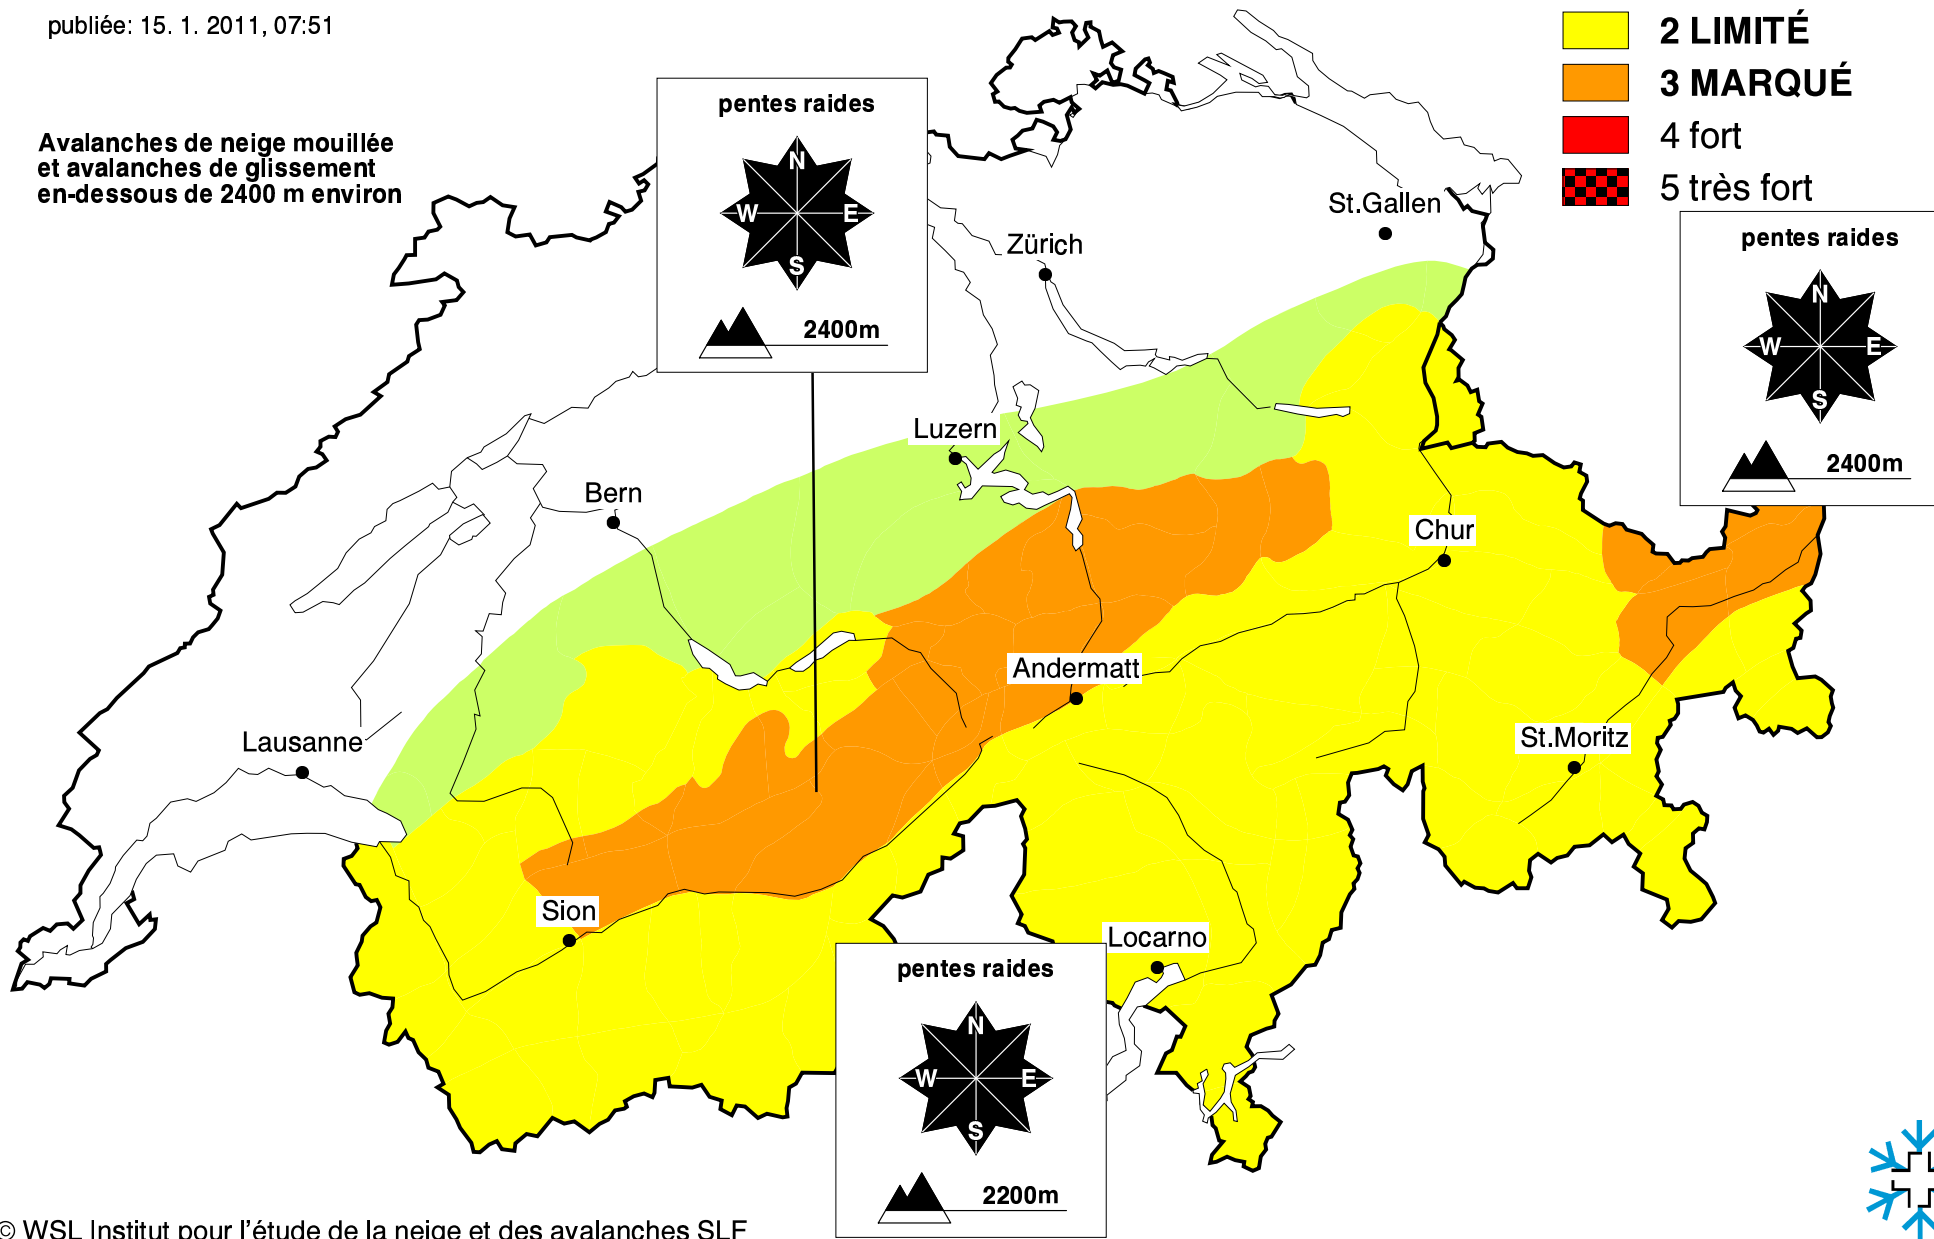 publiée: 15. 1. 2011, 07:51
2 LIMITÉ
3 MARQUÉ
4 fort
5 très fort
Avalanches de neige mouillée
et avalanches de glissement
en-dessous de 2400 m environ
pentes raides
N
W E
S
2400m
pentes raides
N
W E
S
2400m
St.Gallen
Zürich
Luzern
Bern
Chur
Andermatt
Lausanne
St.Moritz
Sion
Locarno
pentes raides
N
W E
S
2200m
© WSL Institut pour l'étude de la neige et des avalanches SLF